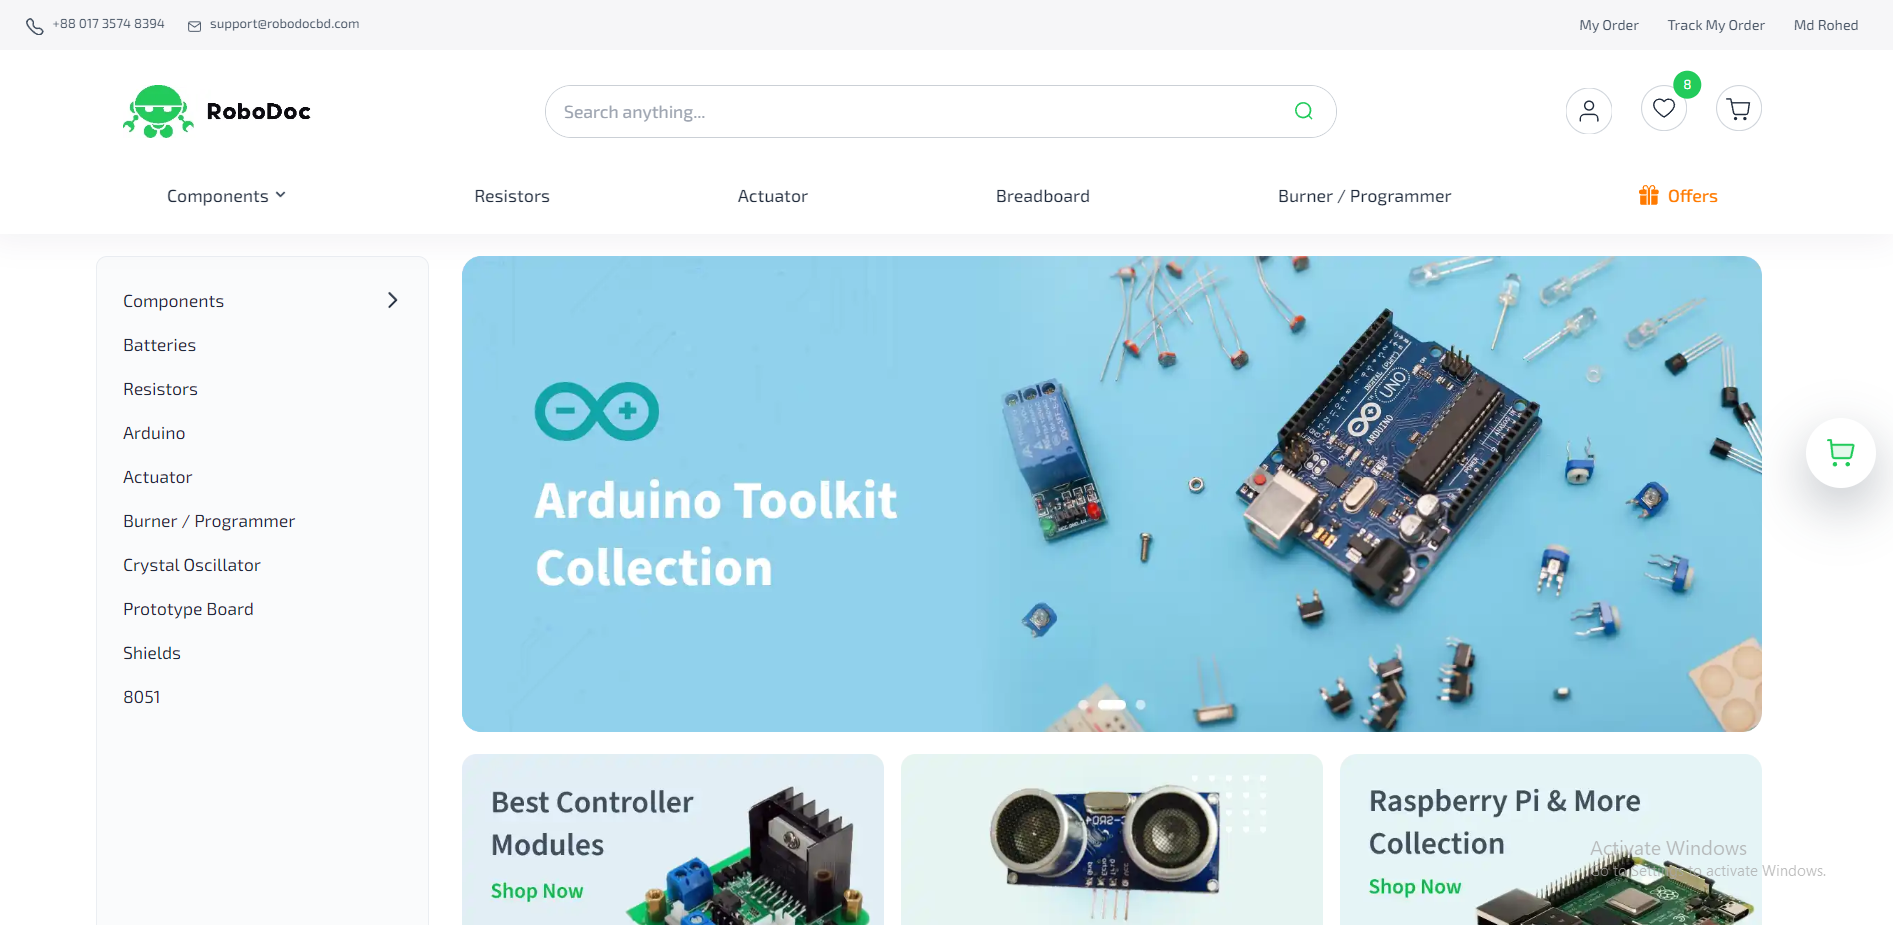 +88 017 3574 8394
support@robodocbd.com
My Order
Track My Order
Md Rohed
RoboDoc
Search anything...
8
Components
Resistors
Actuator
Breadboard
Burner / Programmer
Offers
Components
Batteries
Resistors
Arduino
Actuator
Burner / Programmer
Crystal Oscillator
Prototype Board
Shields
8051
Arduino Toolkit
Collection
UNO
ARDUINO
Best Controller
Modules
Shop Now
Raspberry Pi & More
Collection
Shop Now
Activate Windows
Go to Settings to activate Windows.